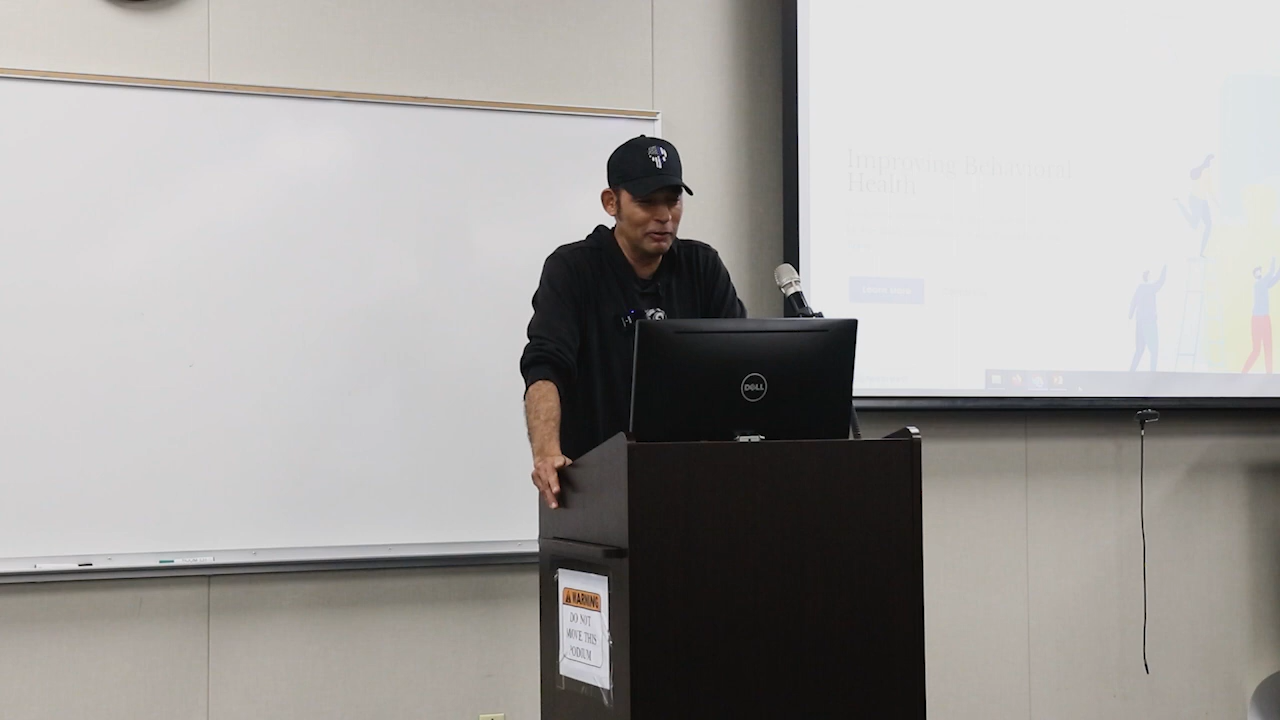 Improving Behavioral
Health
DELL
WARNING
DO NOT
MOVE THIS
PODIUM